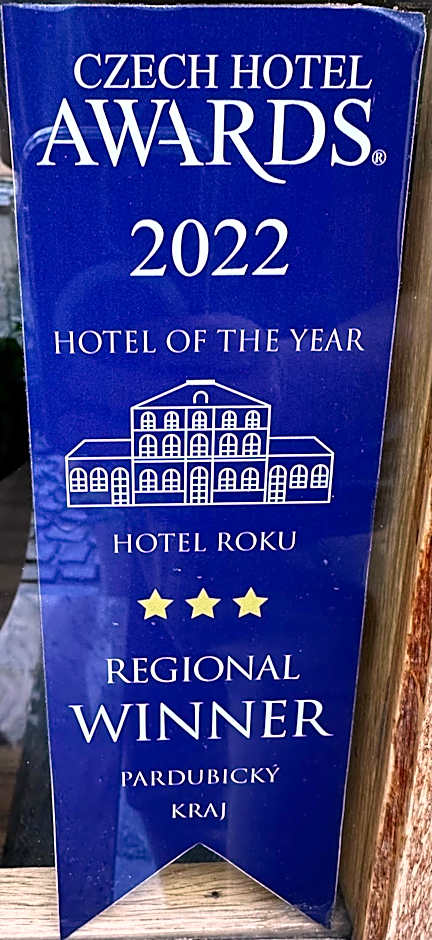 CZECH HOTEL
AWARDS®
2022
HOTEL OF THE YEAR
HOTEL ROKU
REGIONAL
WINNER
PARDUBICKÝ
KRAJ